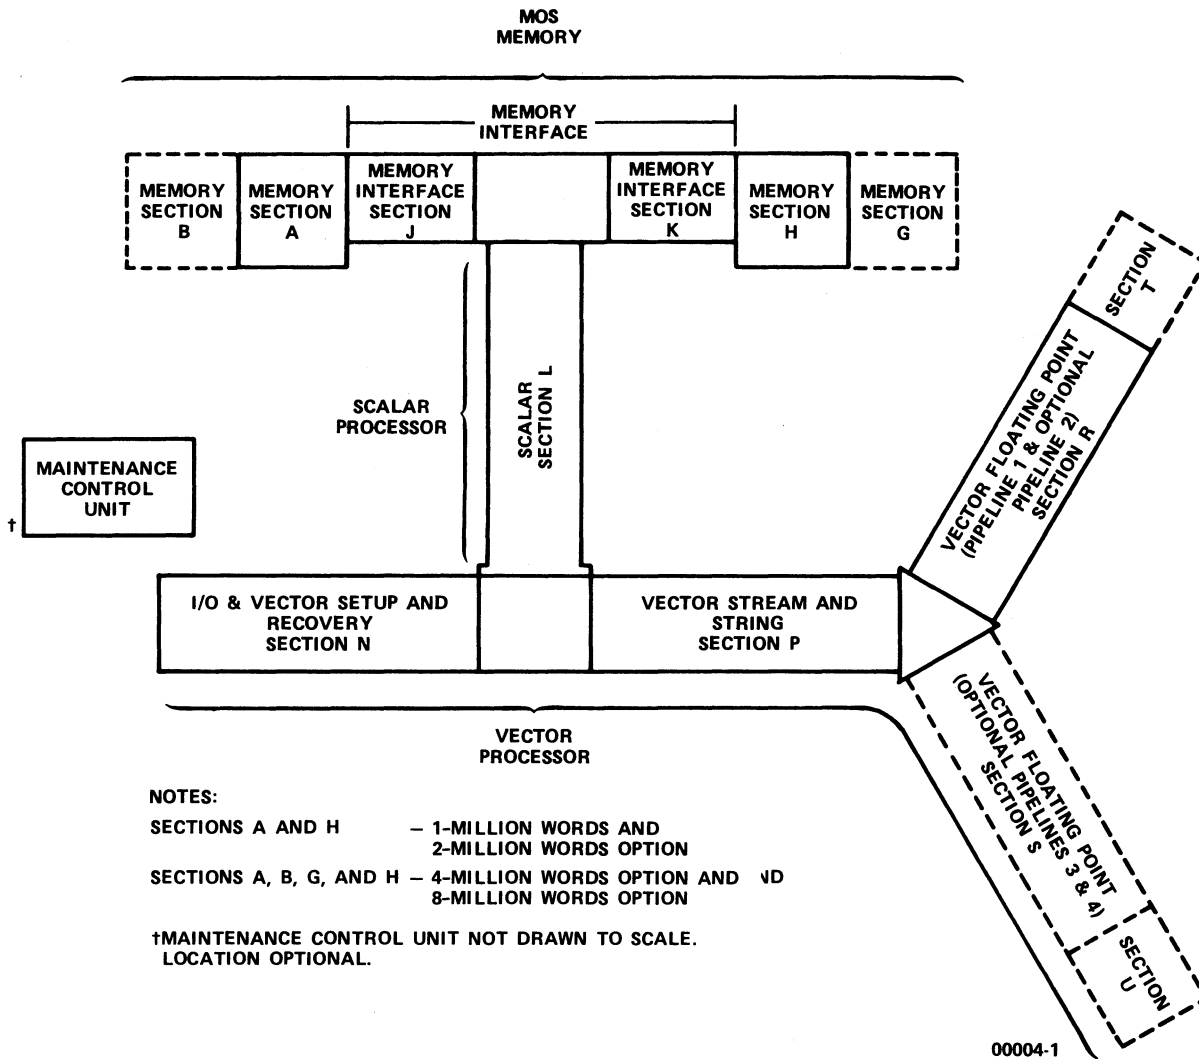 MOS
MEMORY
MEMORY
INTERFACE
MEMORY
SECTION
B
MEMORY
SECTION
A
MEMORY
INTERFACE
SECTION
J
MEMORY
INTERFACE
SECTION
K
MEMORY
SECTION
H
MEMORY
SECTION
G
SECTION
T
VECTOR FLOATING POINT
(PIPELINE 1 & OPTIONAL
PIPELINE 2)
SECTION R
SCALAR
PROCESSOR
SCALAR
SECTION L
MAINTENANCE
CONTROL
UNIT
†
I/O & VECTOR SETUP AND
RECOVERY
SECTION N
VECTOR STREAM AND
STRING
SECTION P
VECTOR FLOATING POINT
(OPTIONAL PIPELINES 3 & 4)
SECTION S
SECTION
U
VECTOR
PROCESSOR
NOTES:
SECTIONS A AND H – 1-MILLION WORDS AND
2-MILLION WORDS OPTION
SECTIONS A, B, G, AND H – 4-MILLION WORDS OPTION AND
8-MILLION WORDS OPTION
†MAINTENANCE CONTROL UNIT NOT DRAWN TO SCALE.
LOCATION OPTIONAL.
00004-1